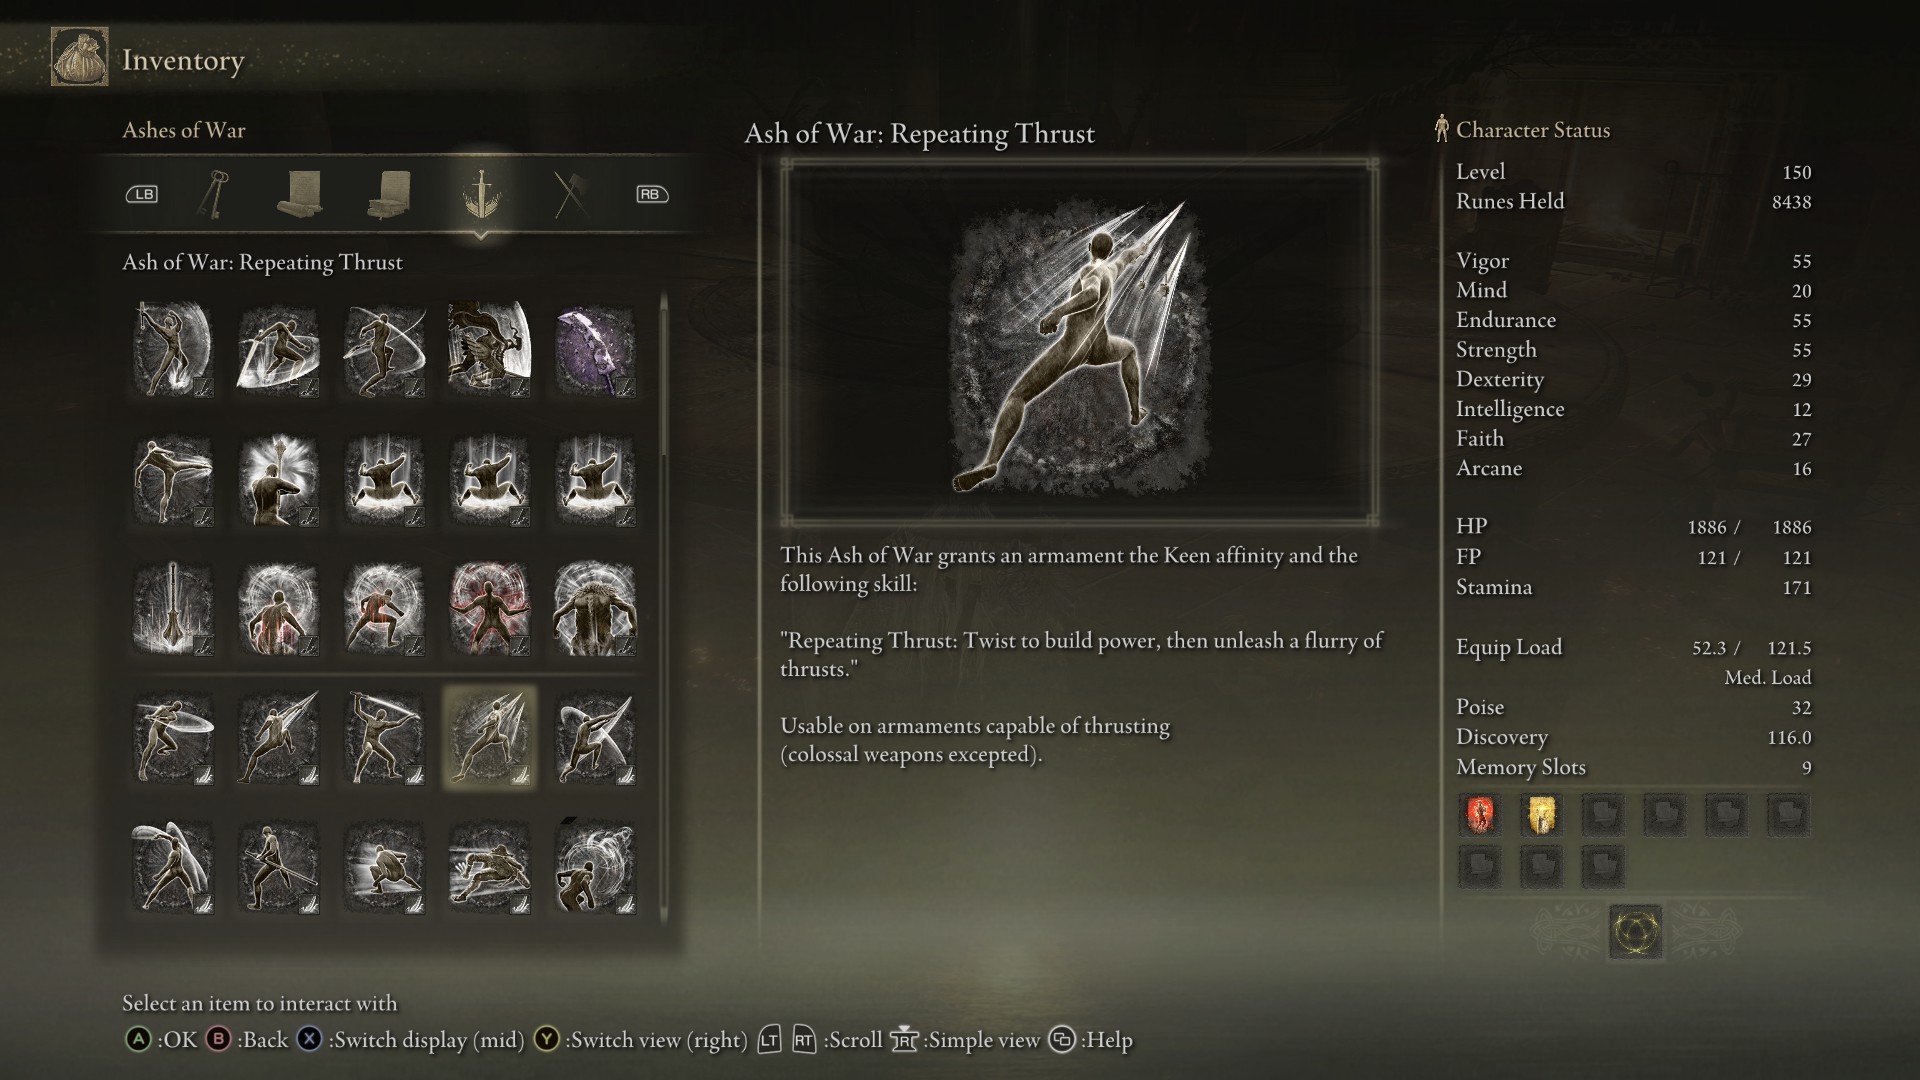 Inventory
Ashes of War
LB
RB
Ash of War: Repeating Thrust
Ash of War: Repeating Thrust
This Ash of War grants an armament the Keen affinity and the
following skill:
"Repeating Thrust: Twist to build power, then unleash a flurry of
thrusts."
Usable on armaments capable of thrusting
(colossal weapons excepted).
Character Status
Level 150
Runes Held 8438
Vigor 55
Mind 20
Endurance 55
Strength 55
Dexterity 29
Intelligence 12
Faith 27
Arcane 16
HP 1886 / 1886
FP 121 / 121
Stamina 171
Equip Load 52.3 / 121.5
Med. Load
Poise 32
Discovery 116.0
Memory Slots 9
Select an item to interact with
A :OK B :Back X :Switch display (mid) Y :Switch view (right) LT RT :Scroll R :Simple view :Help